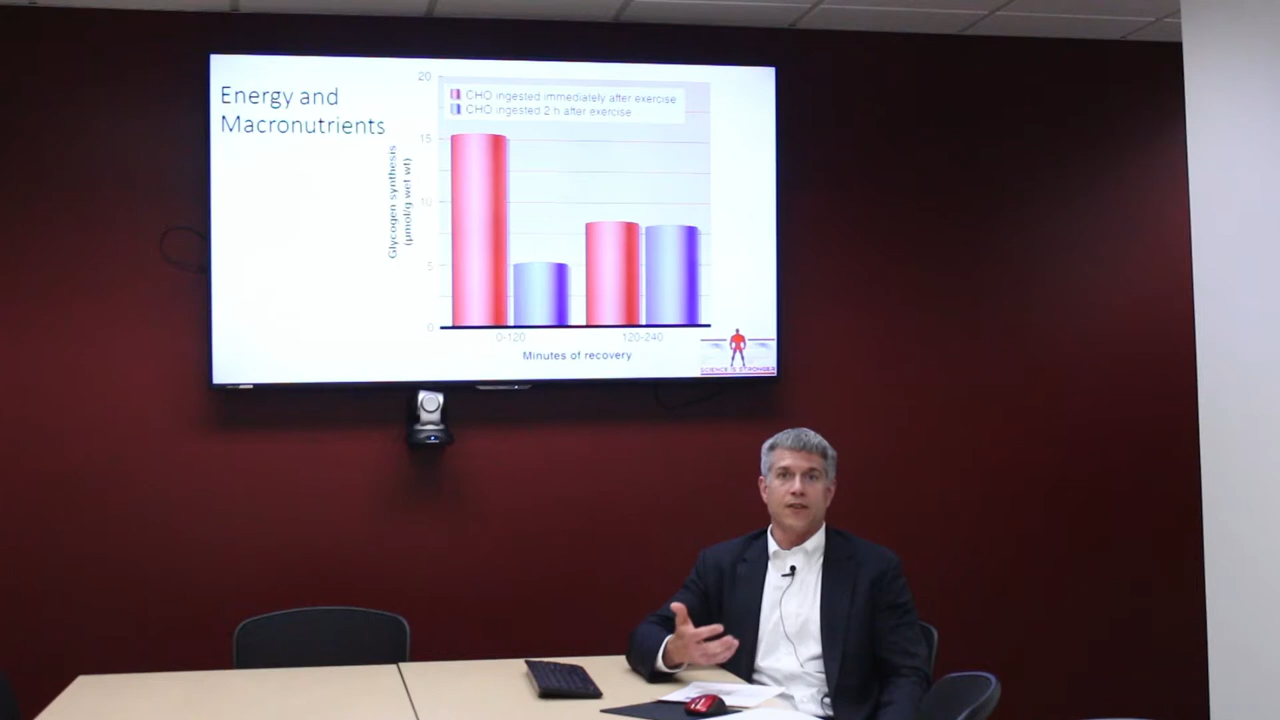 Energy and
Macronutrients
20
15
10
5
0
Glycogen synthesis
(μmol/g wet wt)
CHO ingested immediately after exercise
CHO ingested 2 h after exercise
0-120
120-240
Minutes of recovery
SCIENCE IS STRONGER